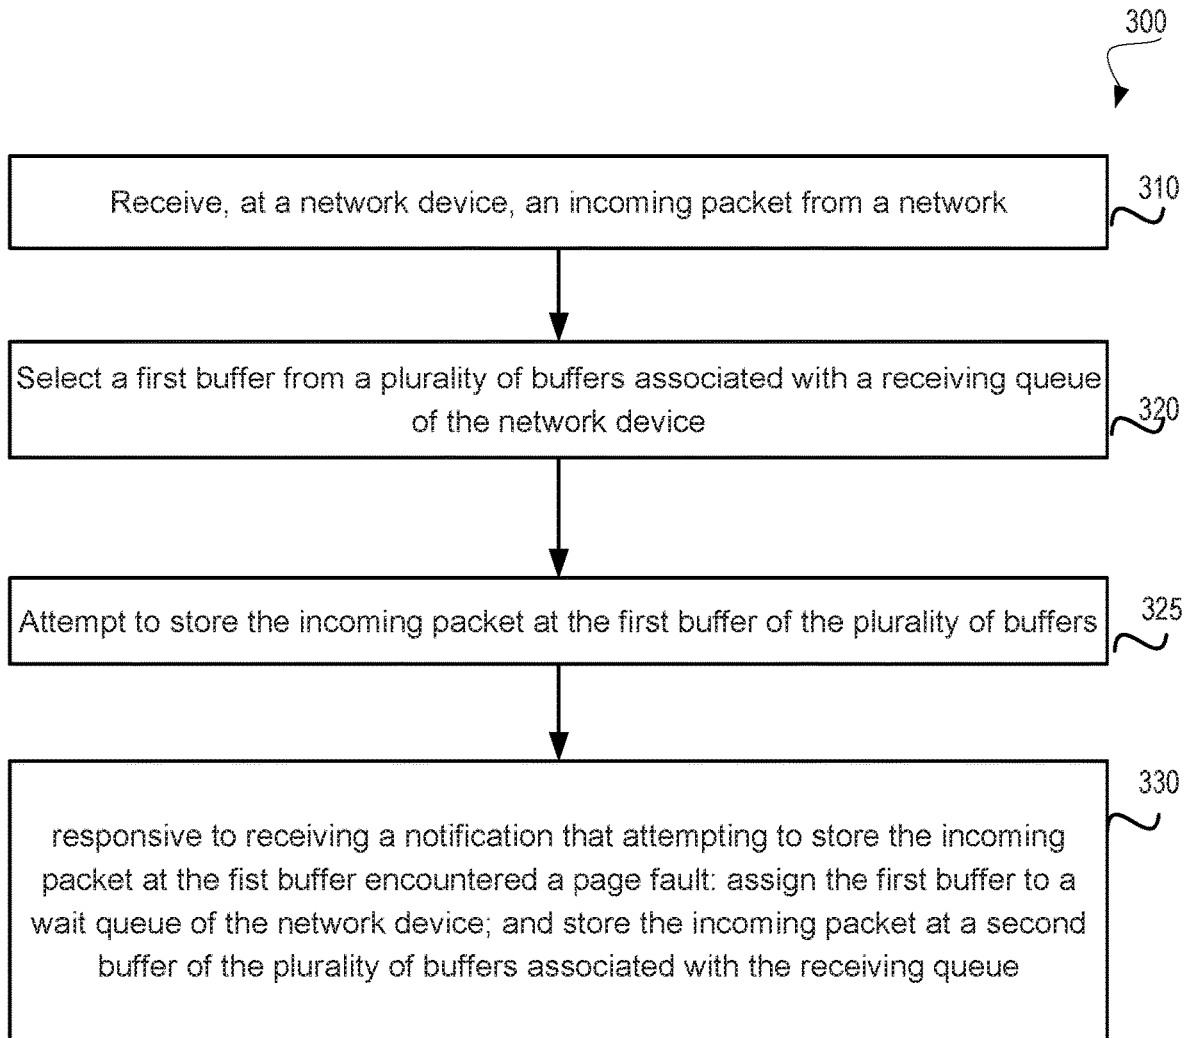 300
Receive, at a network device, an incoming packet from a network
310
Select a first buffer from a plurality of buffers associated with a receiving queue
of the network device
320
Attempt to store the incoming packet at the first buffer of the plurality of buffers
325
responsive to receiving a notification that attempting to store the incoming
packet at the fist buffer encountered a page fault: assign the first buffer to a
wait queue of the network device; and store the incoming packet at a second
buffer of the plurality of buffers associated with the receiving queue
330